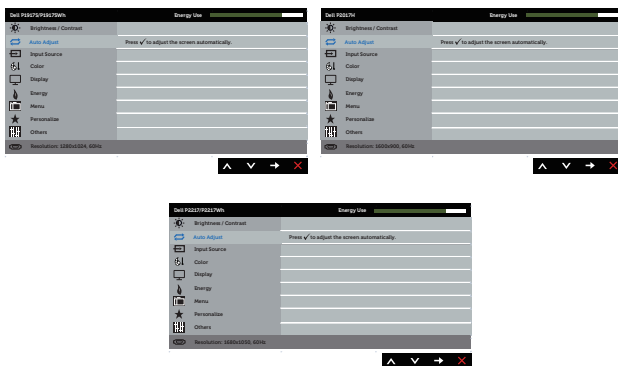 Dell P1917S/P1917SWh Energy Use
Brightness / Contrast
Auto Adjust Press ✓ to adjust the screen automatically.
Input Source
Color
Display
Energy
Menu
Personalize
Others
Resolution: 1280x1024, 60Hz
Dell P2017H Energy Use
Brightness / Contrast
Auto Adjust Press ✓ to adjust the screen automatically.
Input Source
Color
Display
Energy
Menu
Personalize
Others
Resolution: 1600x900, 60Hz
Dell P2217/P2217Wh Energy Use
Brightness / Contrast
Auto Adjust Press ✓ to adjust the screen automatically.
Input Source
Color
Display
Energy
Menu
Personalize
Others
Resolution: 1680x1050, 60Hz